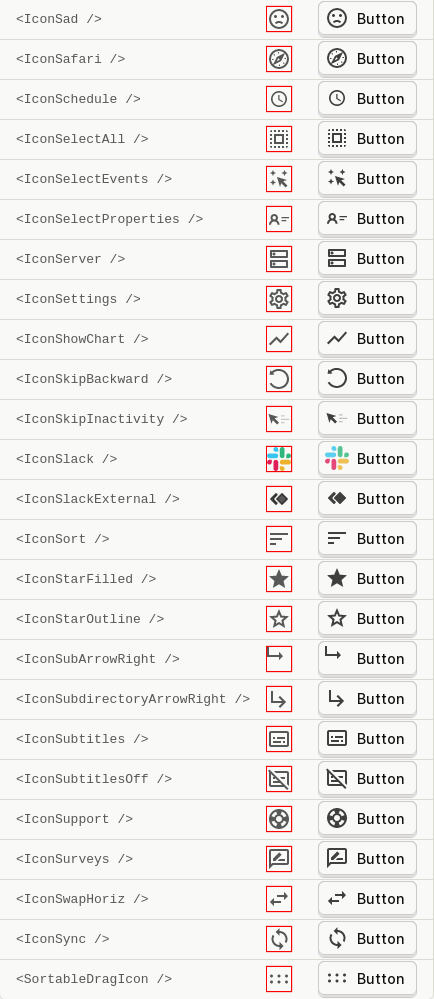 <IconSad /> Button
<IconSafari /> Button
<IconSchedule /> Button
<IconSelectAll /> Button
<IconSelectEvents /> Button
<IconSelectProperties /> Button
<IconServer /> Button
<IconSettings /> Button
<IconShowChart /> Button
<IconSkipBackward /> Button
<IconSkipInactivity /> Button
<IconSlack /> Button
<IconSlackExternal /> Button
<IconSort /> Button
<IconStarFilled /> Button
<IconStarOutline /> Button
<IconSubArrowRight /> Button
<IconSubdirectoryArrowRight /> Button
<IconSubtitles /> Button
<IconSubtitlesOff /> Button
<IconSupport /> Button
<IconSurveys /> Button
<IconSwapHoriz /> Button
<IconSync /> Button
<SortableDragIcon /> Button